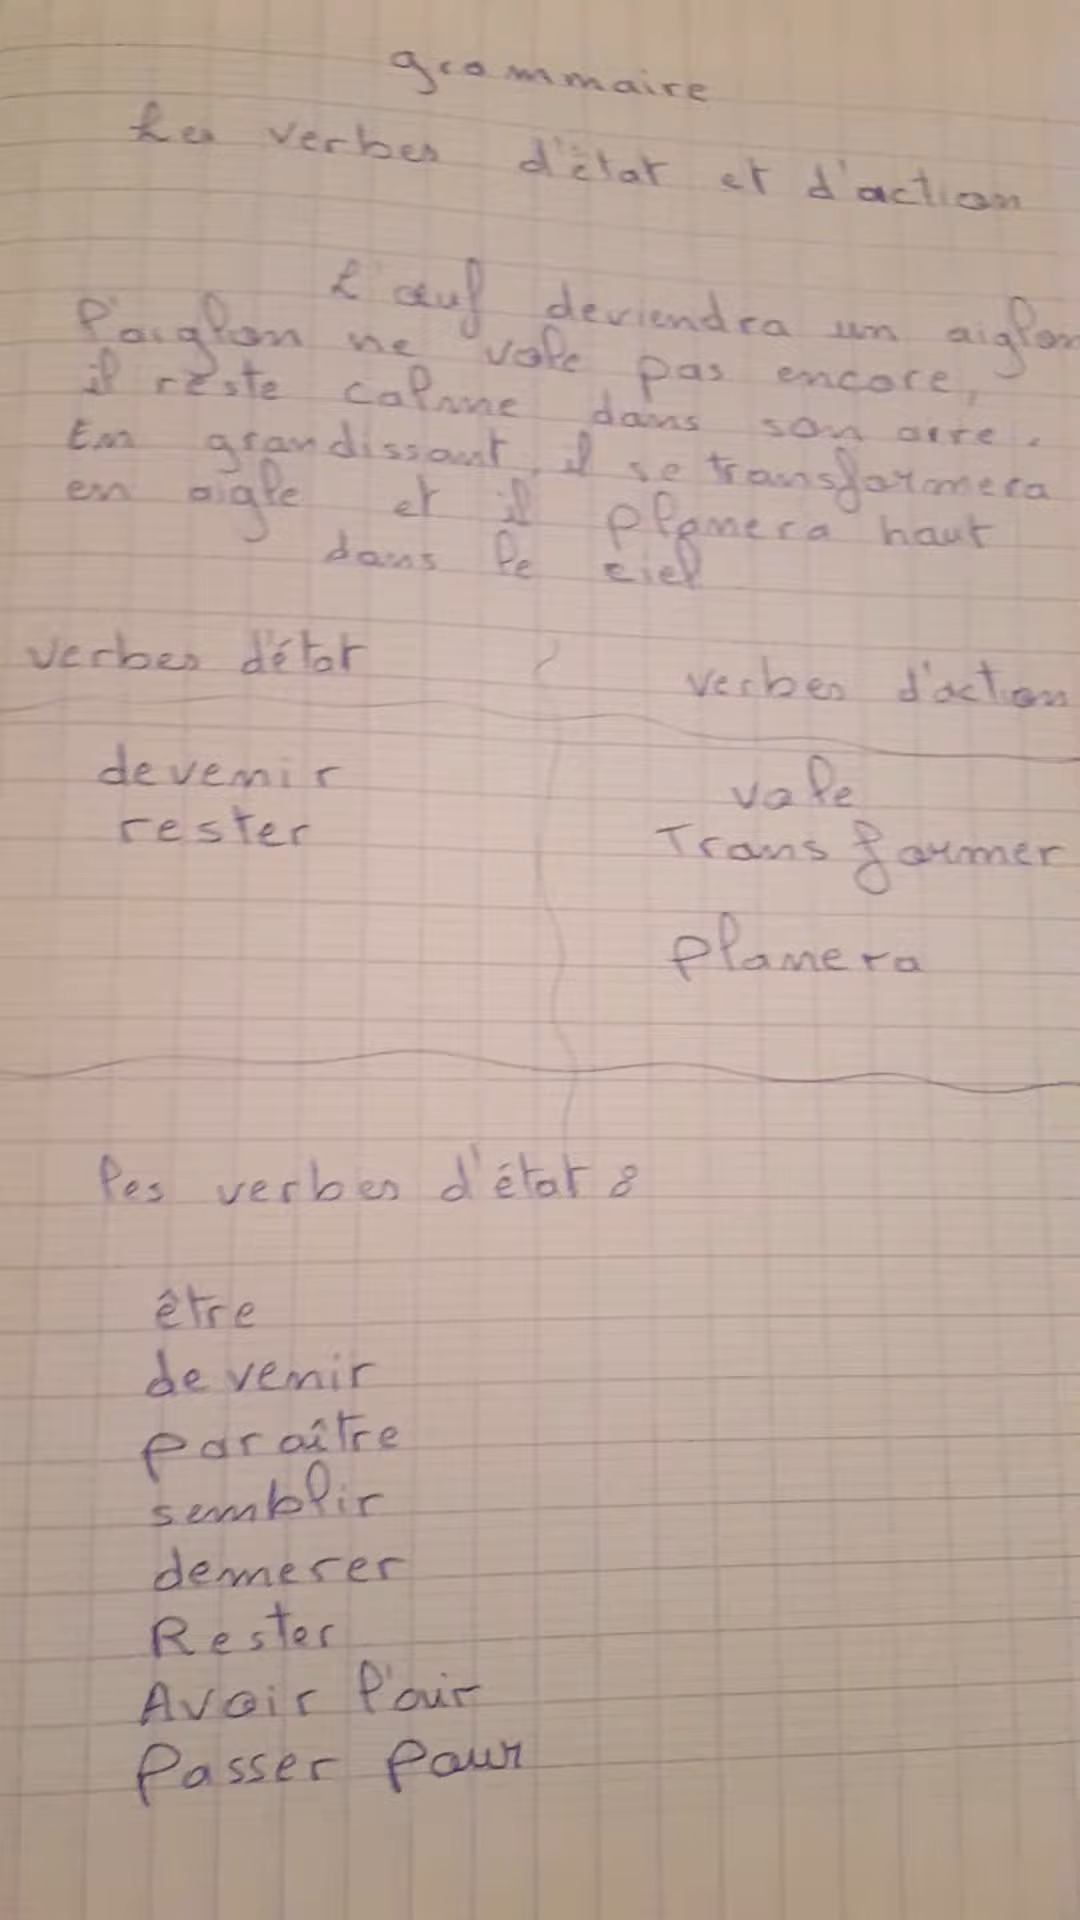 grammaire
Les verbes d'état et d'action
L'œuf deviendra un aiglon
l'aiglon ne vole pas encore,
il reste calme dans son aire.
En grandissant, il se transformera
en aigle et il planera haut
dans le ciel
verbes d'état verbes d'action
devenir vole
rester Transformer
planera
les verbes d'état :
être
devenir
paraître
semblir
demerer
Rester
Avoir l'air
Passer pour